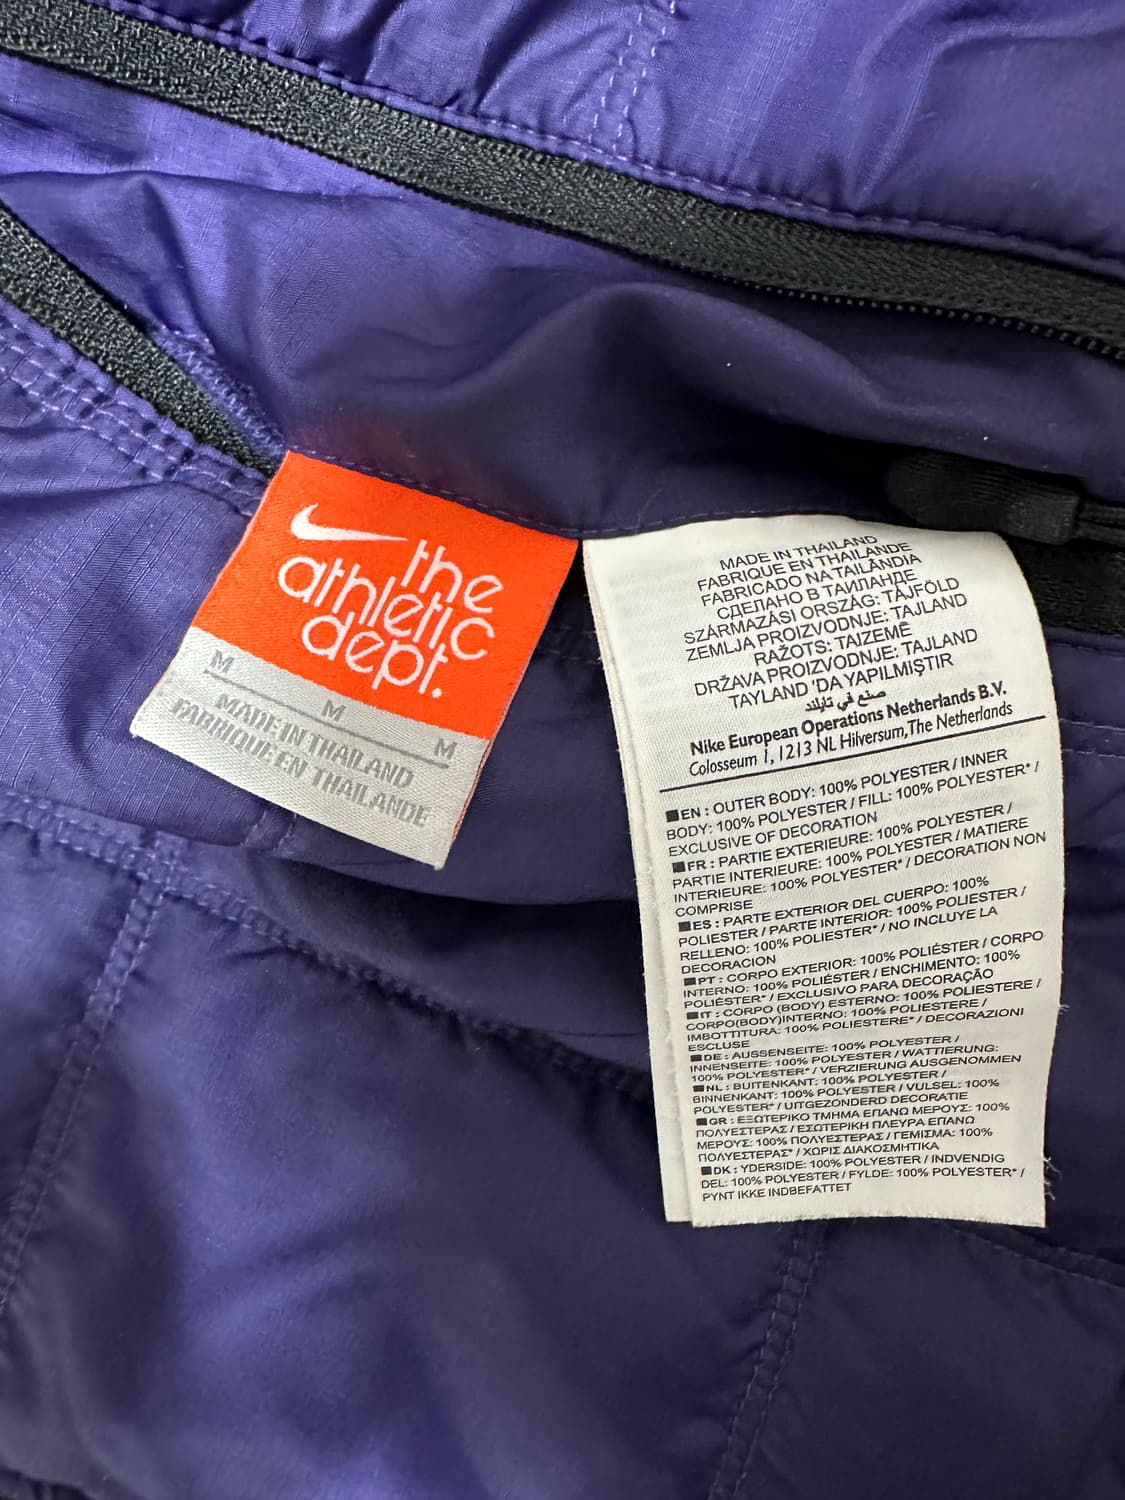 the
athletic
dept.
M
M
M
MADE IN THAILAND
FABRIQUE EN THAILANDE
MADE IN THAILAND
FABRIQUE EN THAILANDE
FABRICADO NA TAILÂNDIA
СДЕЛАНО В ТАИЛАНДЕ
SZÁRMAZÁSI ORSZÁG: TÁJFÖLD
ZEMLJA PROIZVODNJE: TAJLAND
RAŽOTS: TAIZEMĒ
DRŽAVA PROIZVODNJE: TAJLAND
TAYLAND 'DA YAPILMIŞTIR
صنع في تايلند
Nike European Operations Netherlands B.V.
Colosseum 1, 1213 NL Hilversum, The Netherlands
EN : OUTER BODY: 100% POLYESTER / INNER
BODY: 100% POLYESTER / FILL: 100% POLYESTER* /
EXCLUSIVE OF DECORATION
FR : PARTIE EXTERIEURE: 100% POLYESTER /
PARTIE INTERIEURE: 100% POLYESTER / MATIERE
INTERIEURE: 100% POLYESTER* / DECORATION NON
COMPRISE
ES : PARTE EXTERIOR DEL CUERPO: 100%
POLIESTER / PARTE INTERIOR: 100% POLIESTER /
RELLENO: 100% POLIESTER* / NO INCLUYE LA
DECORACION
PT : CORPO EXTERIOR: 100% POLIÉSTER / CORPO
INTERNO: 100% POLIÉSTER / ENCHIMENTO: 100%
POLIÉSTER* / EXCLUSIVO PARA DECORAÇÃO
IT : CORPO (BODY) ESTERNO: 100% POLIESTERE /
CORPO(BODY)INTERNO: 100% POLIESTERE /
IMBOTTITURA: 100% POLIESTERE* / DECORAZIONI
ESCLUSE
DE : AUSSENSEITE: 100% POLYESTER /
INNENSEITE: 100% POLYESTER / WATTIERUNG:
100% POLYESTER* / VERZIERUNG AUSGENOMMEN
NL : BUITENKANT: 100% POLYESTER /
BINNENKANT: 100% POLYESTER / VULSEL: 100%
POLYESTER* / UITGEZONDERD DECORATIE
GR : ΕΞΩΤΕΡΙΚΟ ΤΜΗΜΑ ΕΠΑΝΩ ΜΕΡΟΥΣ: 100%
ΠΟΛΥΕΣΤΕΡΑΣ / ΕΣΩΤΕΡΙΚΗ ΠΛΕΥΡΑ ΕΠΑΝΩ
ΜΕΡΟΥΣ: 100% ΠΟΛΥΕΣΤΕΡΑΣ / ΓΕΜΙΣΜΑ: 100%
ΠΟΛΥΕΣΤΕΡΑΣ* / ΧΩΡΙΣ ΔΙΑΚΟΣΜΗΤΙΚΑ
DK : YDERSIDE: 100% POLYESTER / INDVENDIG
DEL: 100% POLYESTER / FYLDE: 100% POLYESTER* /
PYNT IKKE INDBEFATTET